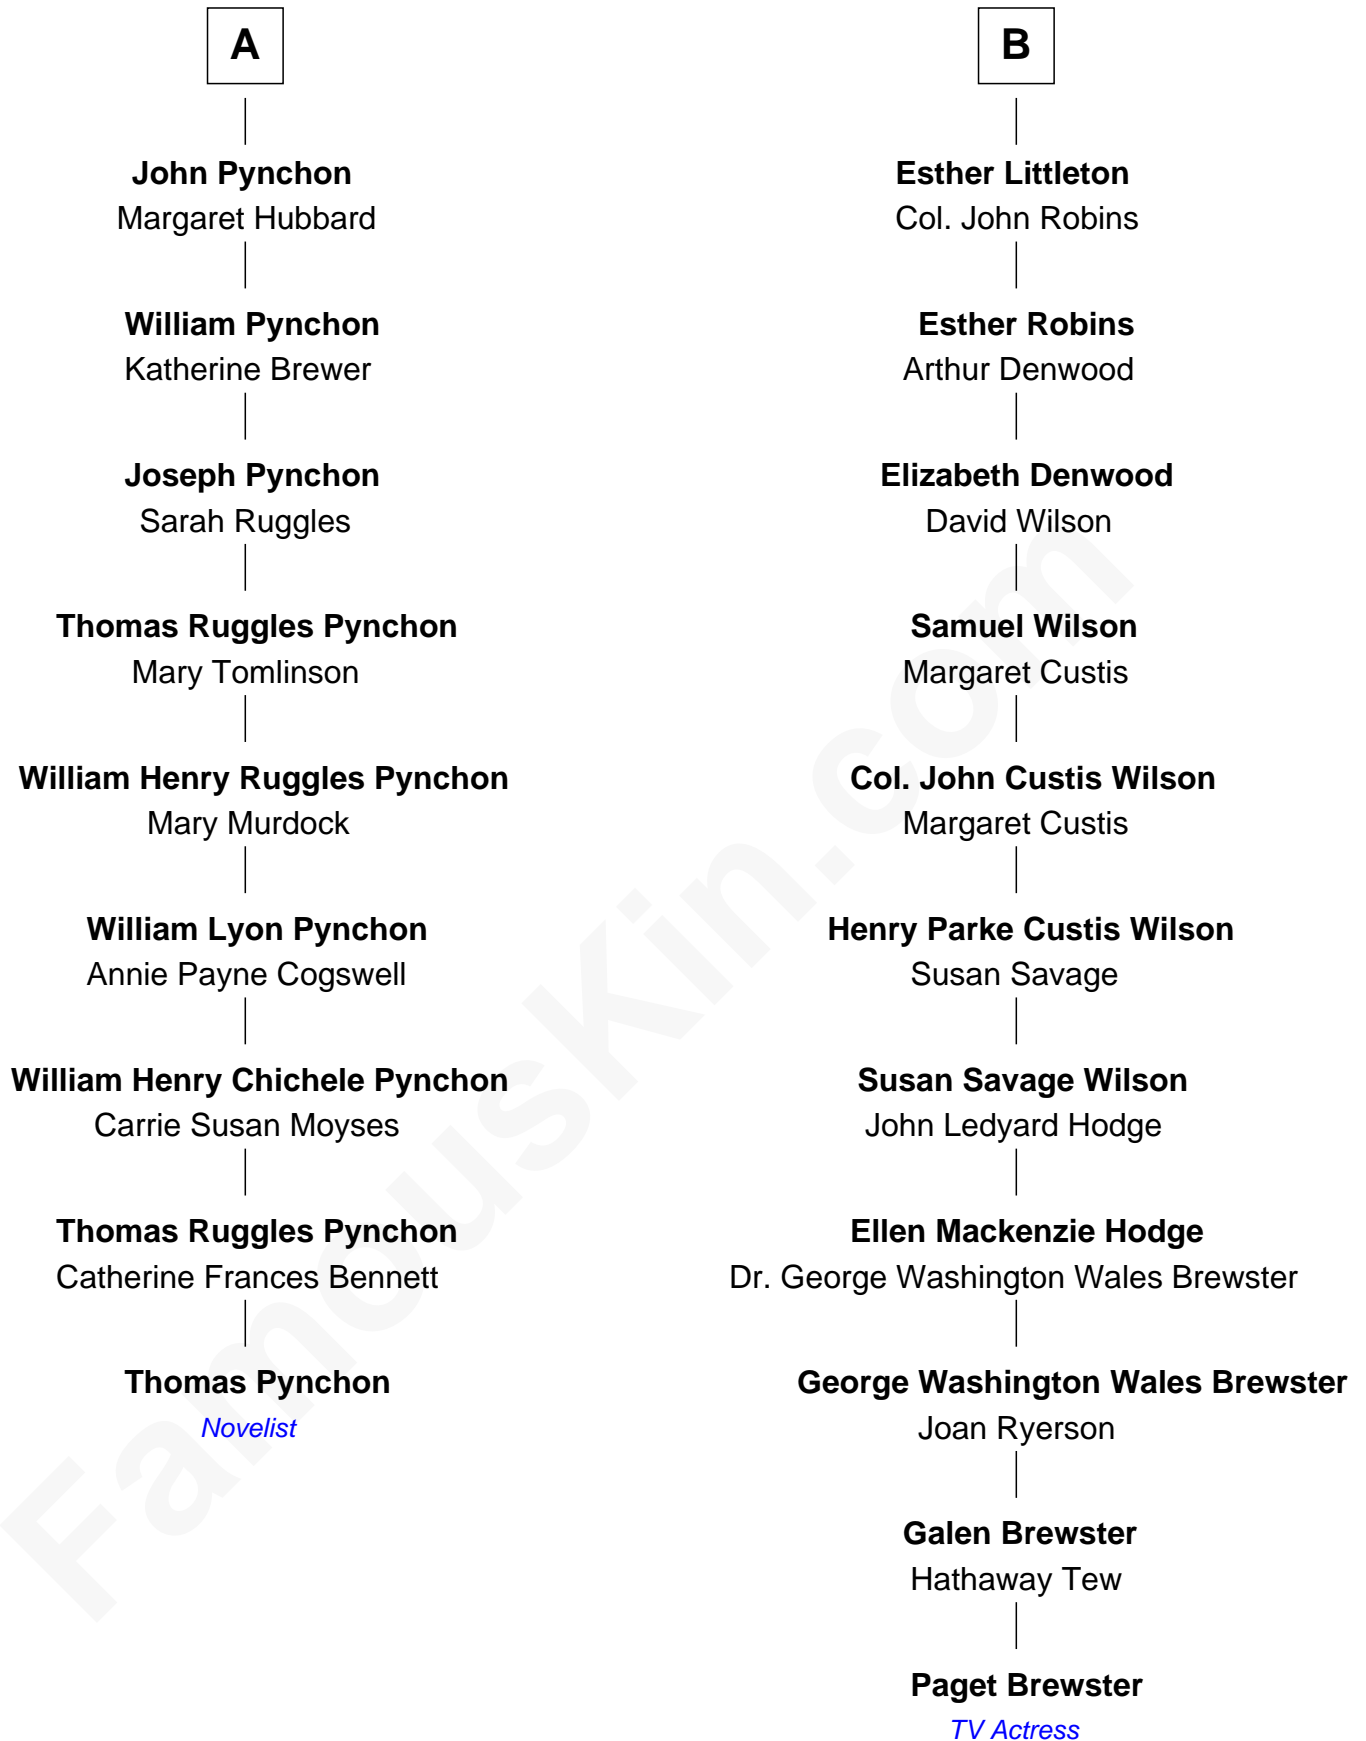 A
John Pynchon
Margaret Hubbard
William Pynchon
Katherine Brewer
Joseph Pynchon
Sarah Ruggles
Thomas Ruggles Pynchon
Mary Tomlinson
William Henry Ruggles Pynchon
Mary Murdock
William Lyon Pynchon
Annie Payne Cogswell
William Henry Chichele Pynchon
Carrie Susan Moyses
Thomas Ruggles Pynchon
Catherine Frances Bennett
Thomas Pynchon
Novelist
B
Esther Littleton
Col. John Robins
Esther Robins
Arthur Denwood
Elizabeth Denwood
David Wilson
Samuel Wilson
Margaret Custis
Col. John Custis Wilson
Margaret Custis
Henry Parke Custis Wilson
Susan Savage
Susan Savage Wilson
John Ledyard Hodge
Ellen Mackenzie Hodge
Dr. George Washington Wales Brewster
George Washington Wales Brewster
Joan Ryerson
Galen Brewster
Hathaway Tew
Paget Brewster
TV Actress
FamousKin.com